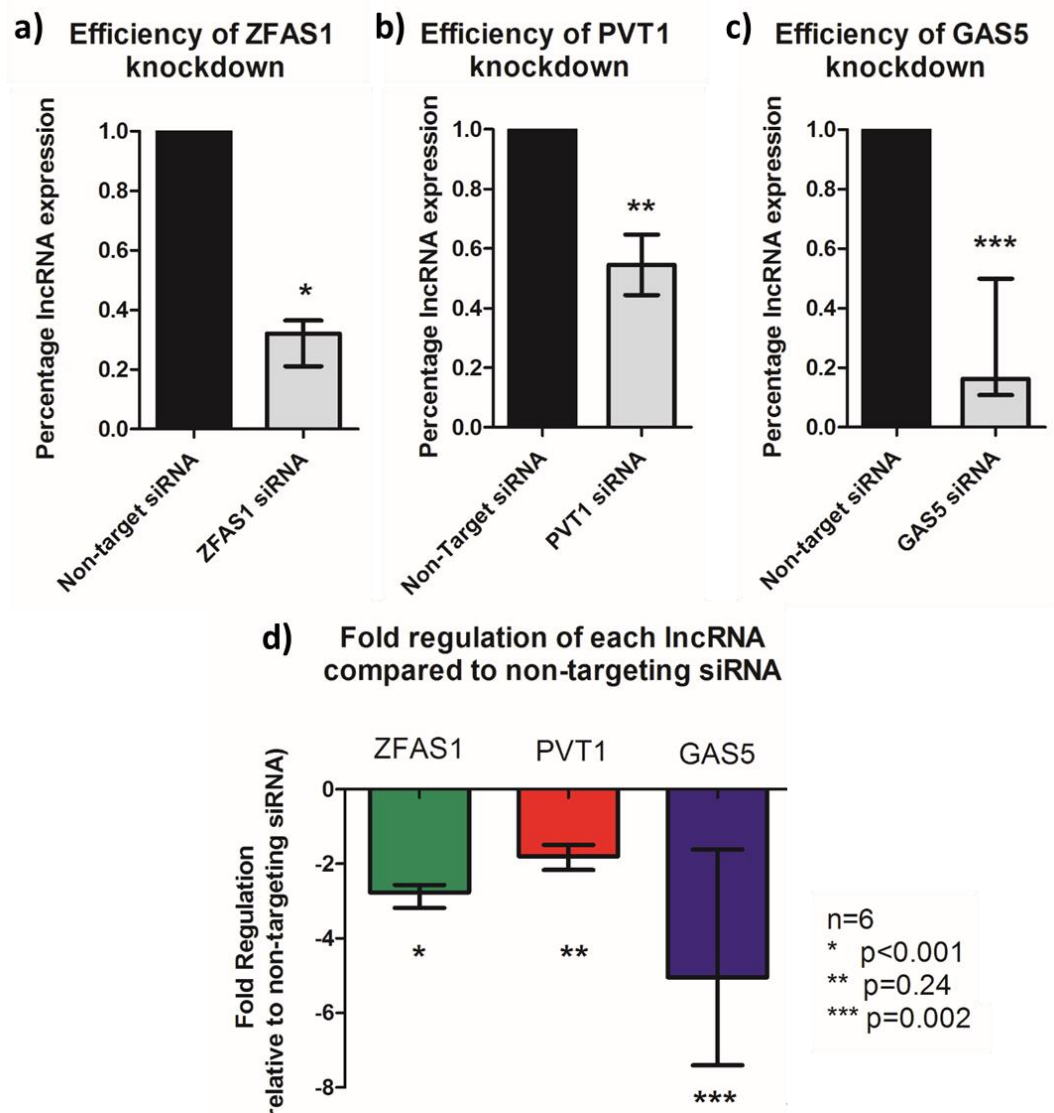 a) Efficiency of ZFAS1
knockdown
Percentage lncRNA expression
1.0
0.8
0.6
0.4
0.2
0.0
*
Non-target siRNA
ZFAS1 siRNA
b) Efficiency of PVT1
knockdown
Percentage lncRNA expression
1.0
0.8
0.6
0.4
0.2
0.0
**
Non-Target siRNA
PVT1 siRNA
c) Efficiency of GAS5
knockdown
Percentage lncRNA expression
1.0
0.8
0.6
0.4
0.2
0.0
***
Non-target siRNA
GAS5 siRNA
d) Fold regulation of each lncRNA
compared to non-targeting siRNA
Fold Regulation
relative to non-targeting siRNA)
ZFAS1 PVT1 GAS5
0
-2
-4
-6
-8
* ** ***
n=6
* p<0.001
** p=0.24
*** p=0.002